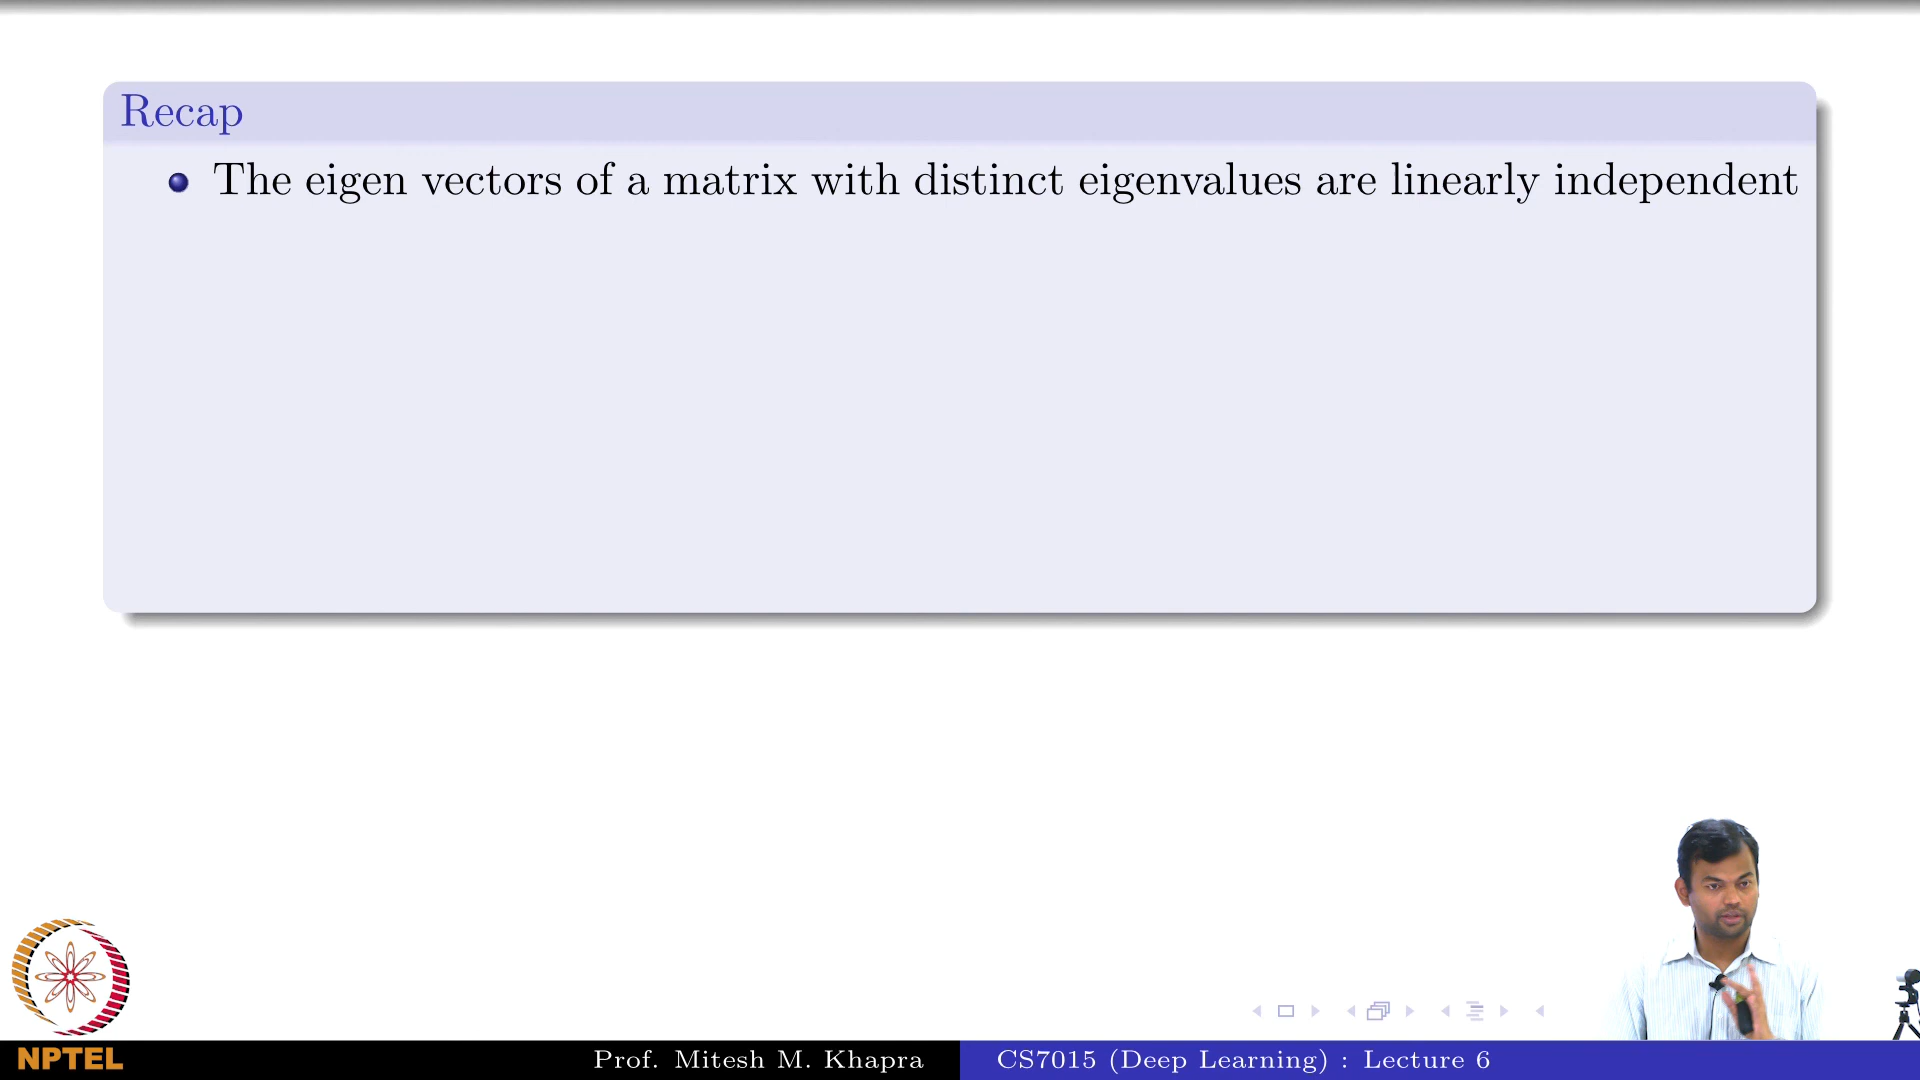 Recap
The eigen vectors of a matrix with distinct eigenvalues are linearly independent
NPTEL
Prof. Mitesh M. Khapra
CS7015 (Deep Learning) : Lecture 6